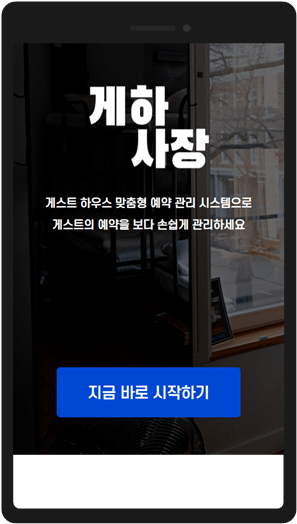 게하
사장
게스트 하우스 맞춤형 예약 관리 시스템으로
게스트의 예약을 보다 손쉽게 관리하세요
지금 바로 시작하기